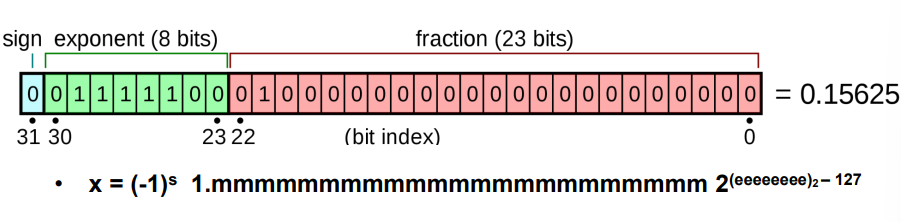 sign exponent (8 bits) fraction (23 bits)
0 0 1 1 1 1 1 0 0 0 1 0 0 0 0 0 0 0 0 0 0 0 0 0 0 0 0 0 0 0 0 0 = 0.15625
31 30 23 22 (bit index) 0
• x = (-1)ˢ 1.mmmmmmmmmmmmmmmmmmmmmmm 2(eeeeeeee)₂ – 127